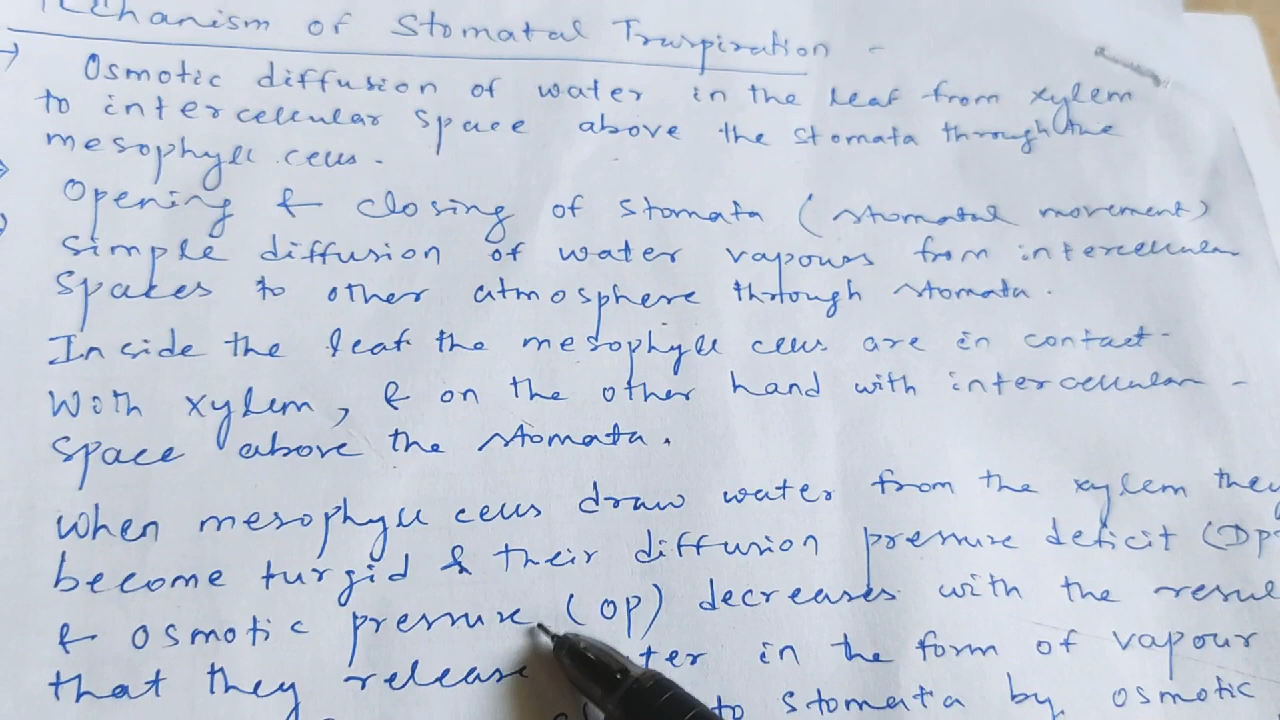 chanism of Stomatal Trarspiration -
→ Osmotic diffusion of water in the leaf from xylem
to intercellular space above the stomata through the
mesophyll cells.
Opening & closing of stomata (stomatal movement)
Simple diffusion of water vapours from intercellular
Spaces to other atmosphere through stomata.
Inside the leaf the mesophyll cells are in contact-
With xylem, & on the other hand with intercellular -
Space above the stomata.
When mesophyll cells draw water from the xylem they
become turgid & their diffusion pressure deficit (DP
& osmotic pressure (OP) decreases with the resul
that they release ter in the form of vapour
to stomata by osmotic